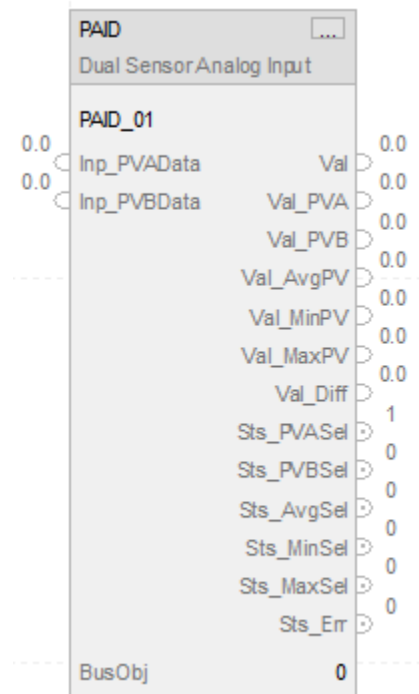 PAID ...
Dual Sensor Analog Input
PAID_01
0.0 Inp_PVAData Val 0.0
0.0 Inp_PVBData Val_PVA 0.0
Val_PVB 0.0
Val_AvgPV 0.0
Val_MinPV 0.0
Val_MaxPV 0.0
Val_Diff 0.0
Sts_PVASel 1
Sts_PVBSel 0
Sts_AvgSel 0
Sts_MinSel 0
Sts_MaxSel 0
Sts_Err 0
BusObj 0